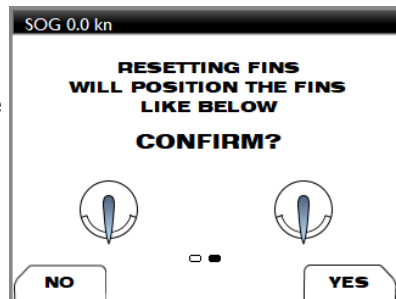 SOG 0.0 kn
RESETTING FINS
WILL POSITION THE FINS
LIKE BELOW
CONFIRM?
NO
YES